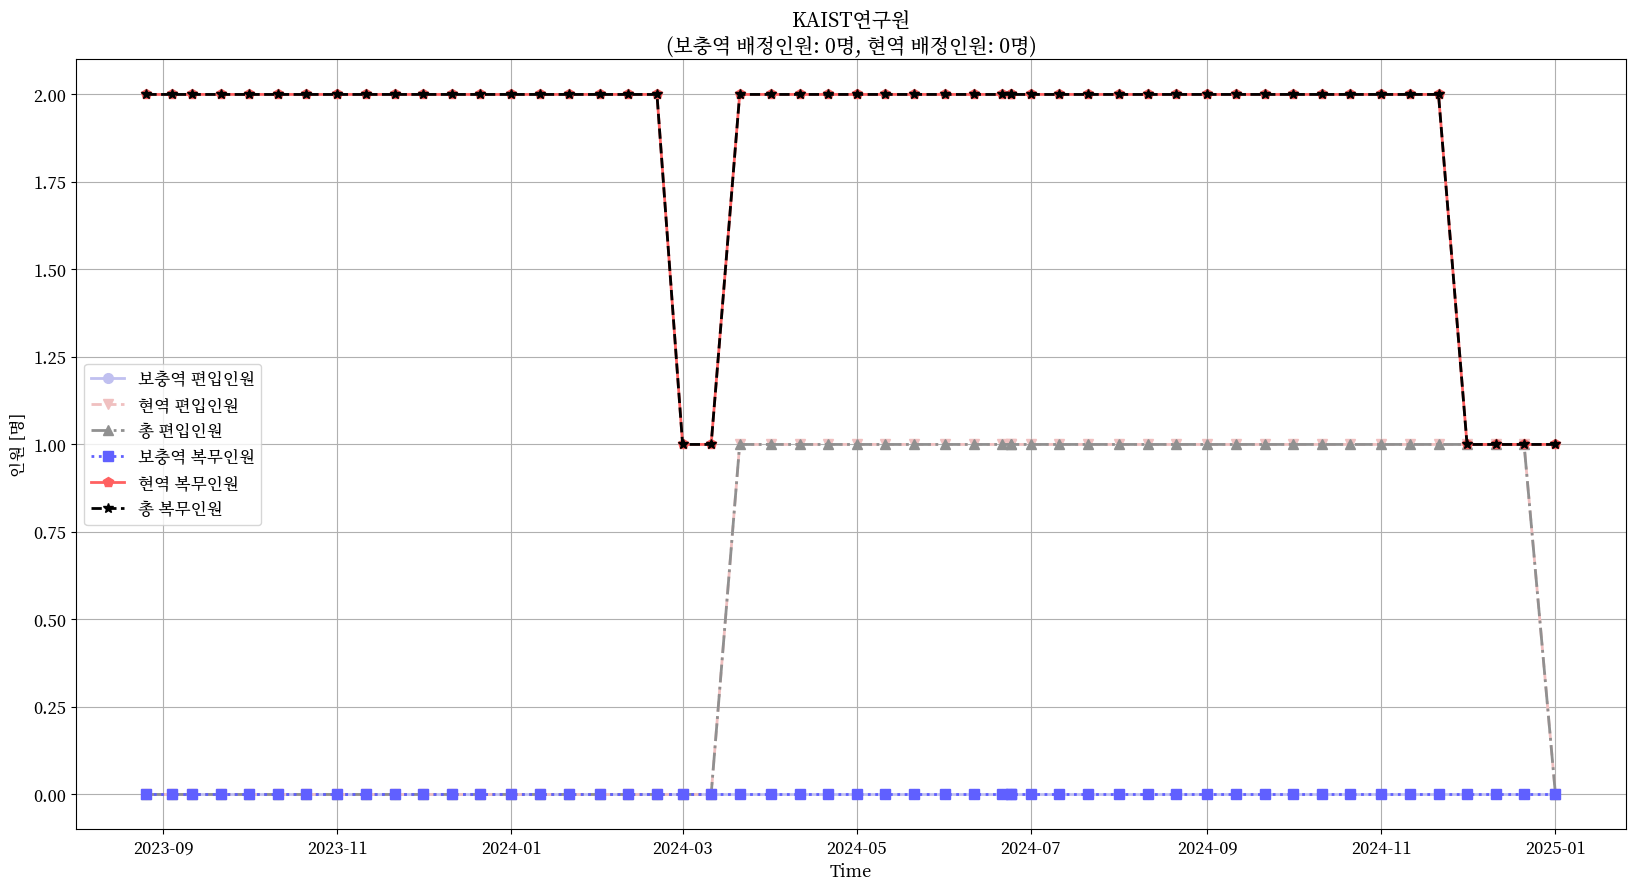 KAIST연구원
(보충역 배정인원: 0명, 현역 배정인원: 0명)
2.00
1.75
1.50
1.25
1.00
0.75
0.50
0.25
0.00
인원 [명]
보충역 편입인원
현역 편입인원
총 편입인원
보충역 복무인원
현역 복무인원
총 복무인원
2023-09
2023-11
2024-01
2024-03
2024-05
2024-07
2024-09
2024-11
2025-01
Time